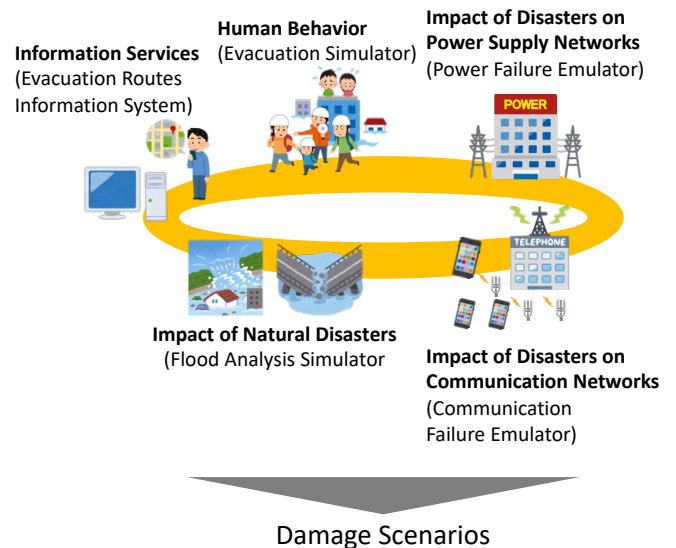 Information Services
(Evacuation Routes
Information System)
Human Behavior
(Evacuation Simulator)
Impact of Disasters on
Power Supply Networks
(Power Failure Emulator)
POWER
TELEPHONE
Impact of Natural Disasters
(Flood Analysis Simulator
Impact of Disasters on
Communication Networks
(Communication
Failure Emulator)
Damage Scenarios